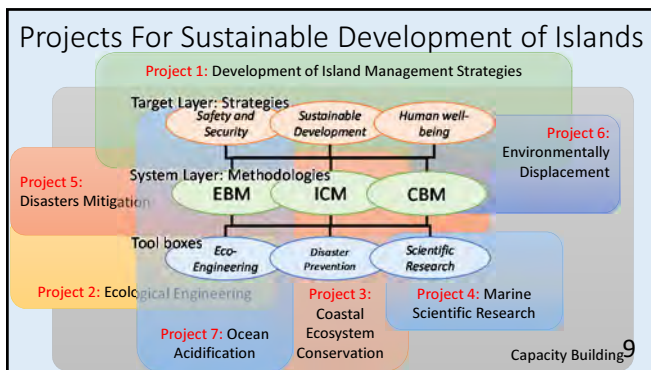 Projects For Sustainable Development of Islands
Project 1: Development of Island Management Strategies
Target Layer: Strategies
Safety and
Security
Sustainable
Development
Human well-
being
Project 6:
Environmentally
Displacement
Project 5:
Disasters Mitigation
System Layer: Methodologies
EBM
ICM
CBM
Tool boxes
Eco-
Engineering
Disaster
Prevention
Scientific
Research
Project 2: Ecological Engineering
Project 3:
Coastal
Ecosystem
Conservation
Project 4: Marine
Scientific Research
Project 7: Ocean
Acidification
Capacity Building
9